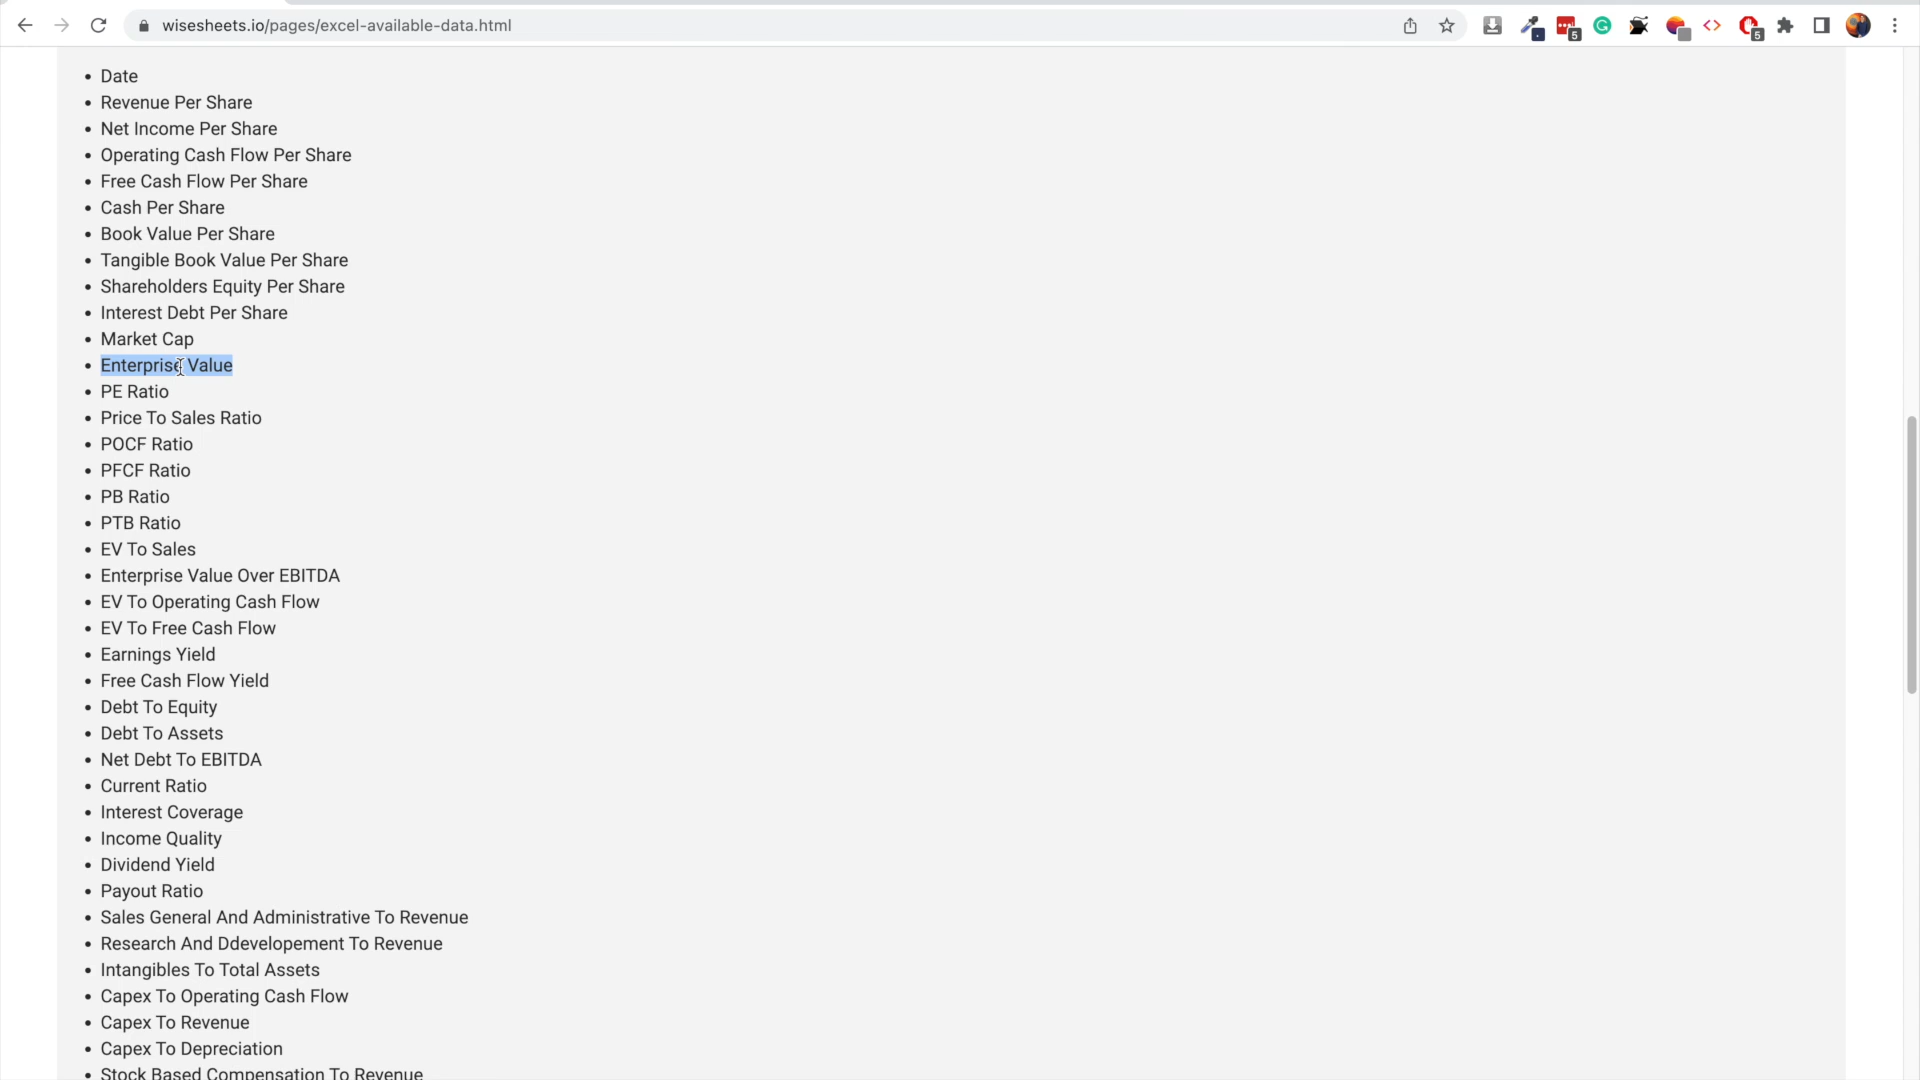 wisesheets.io/pages/excel-available-data.html
5
5
• Date
• Revenue Per Share
• Net Income Per Share
• Operating Cash Flow Per Share
• Free Cash Flow Per Share
• Cash Per Share
• Book Value Per Share
• Tangible Book Value Per Share
• Shareholders Equity Per Share
• Interest Debt Per Share
• Market Cap
• Enterprise Value
• PE Ratio
• Price To Sales Ratio
• POCF Ratio
• PFCF Ratio
• PB Ratio
• PTB Ratio
• EV To Sales
• Enterprise Value Over EBITDA
• EV To Operating Cash Flow
• EV To Free Cash Flow
• Earnings Yield
• Free Cash Flow Yield
• Debt To Equity
• Debt To Assets
• Net Debt To EBITDA
• Current Ratio
• Interest Coverage
• Income Quality
• Dividend Yield
• Payout Ratio
• Sales General And Administrative To Revenue
• Research And Ddevelopement To Revenue
• Intangibles To Total Assets
• Capex To Operating Cash Flow
• Capex To Revenue
• Capex To Depreciation
• Stock Based Compensation To Revenue